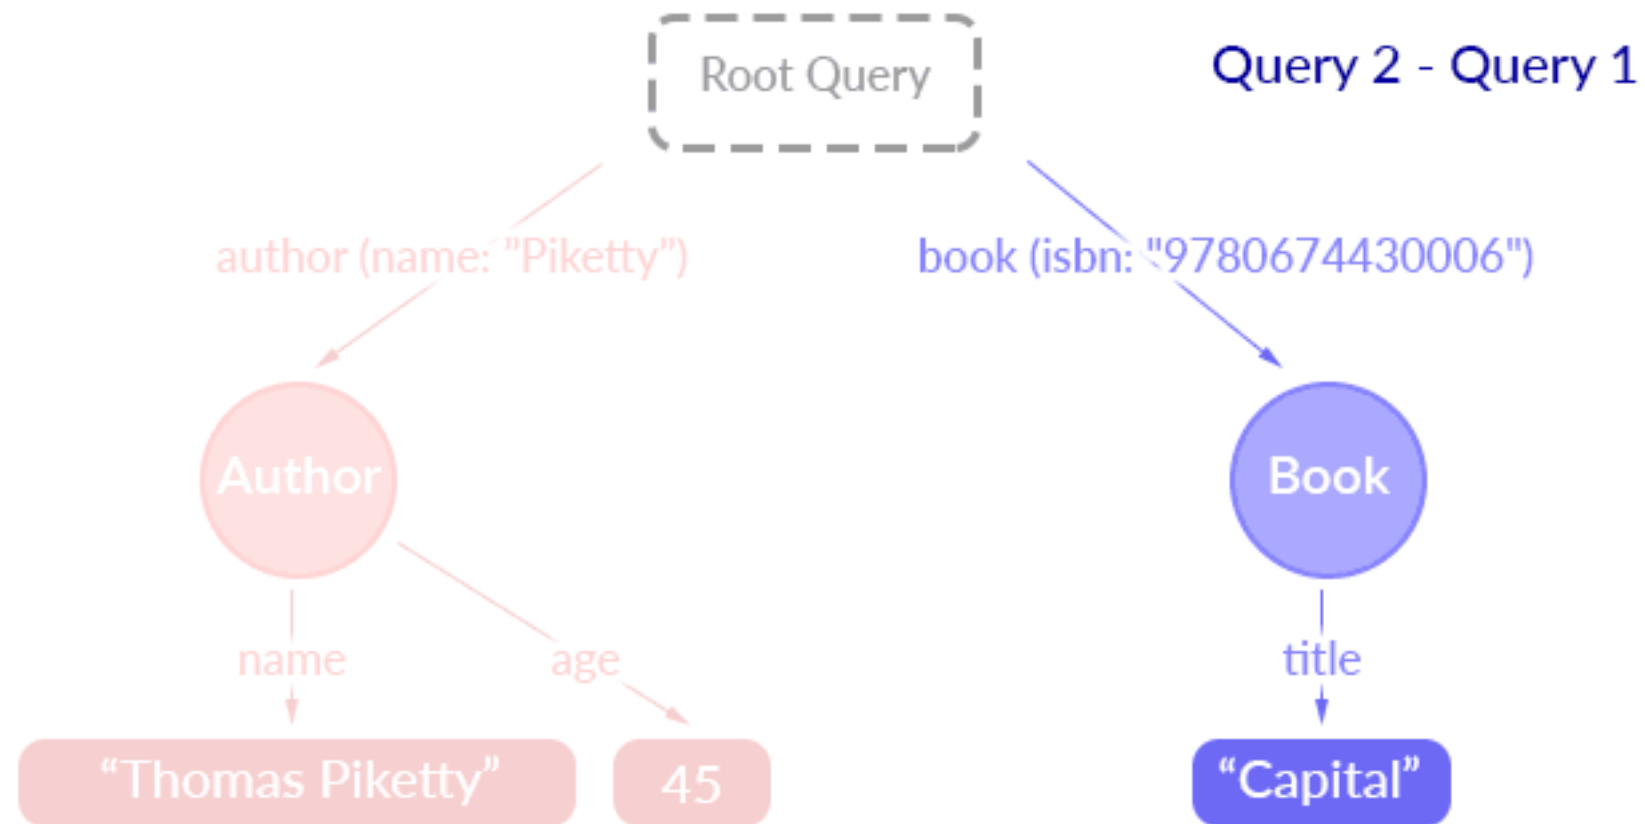 Root Query
Query 2 - Query 1
author (name: ”Piketty”)
book (isbn: "9780674430006")
Author
Book
name
age
title
“Thomas Piketty”
45
“Capital”